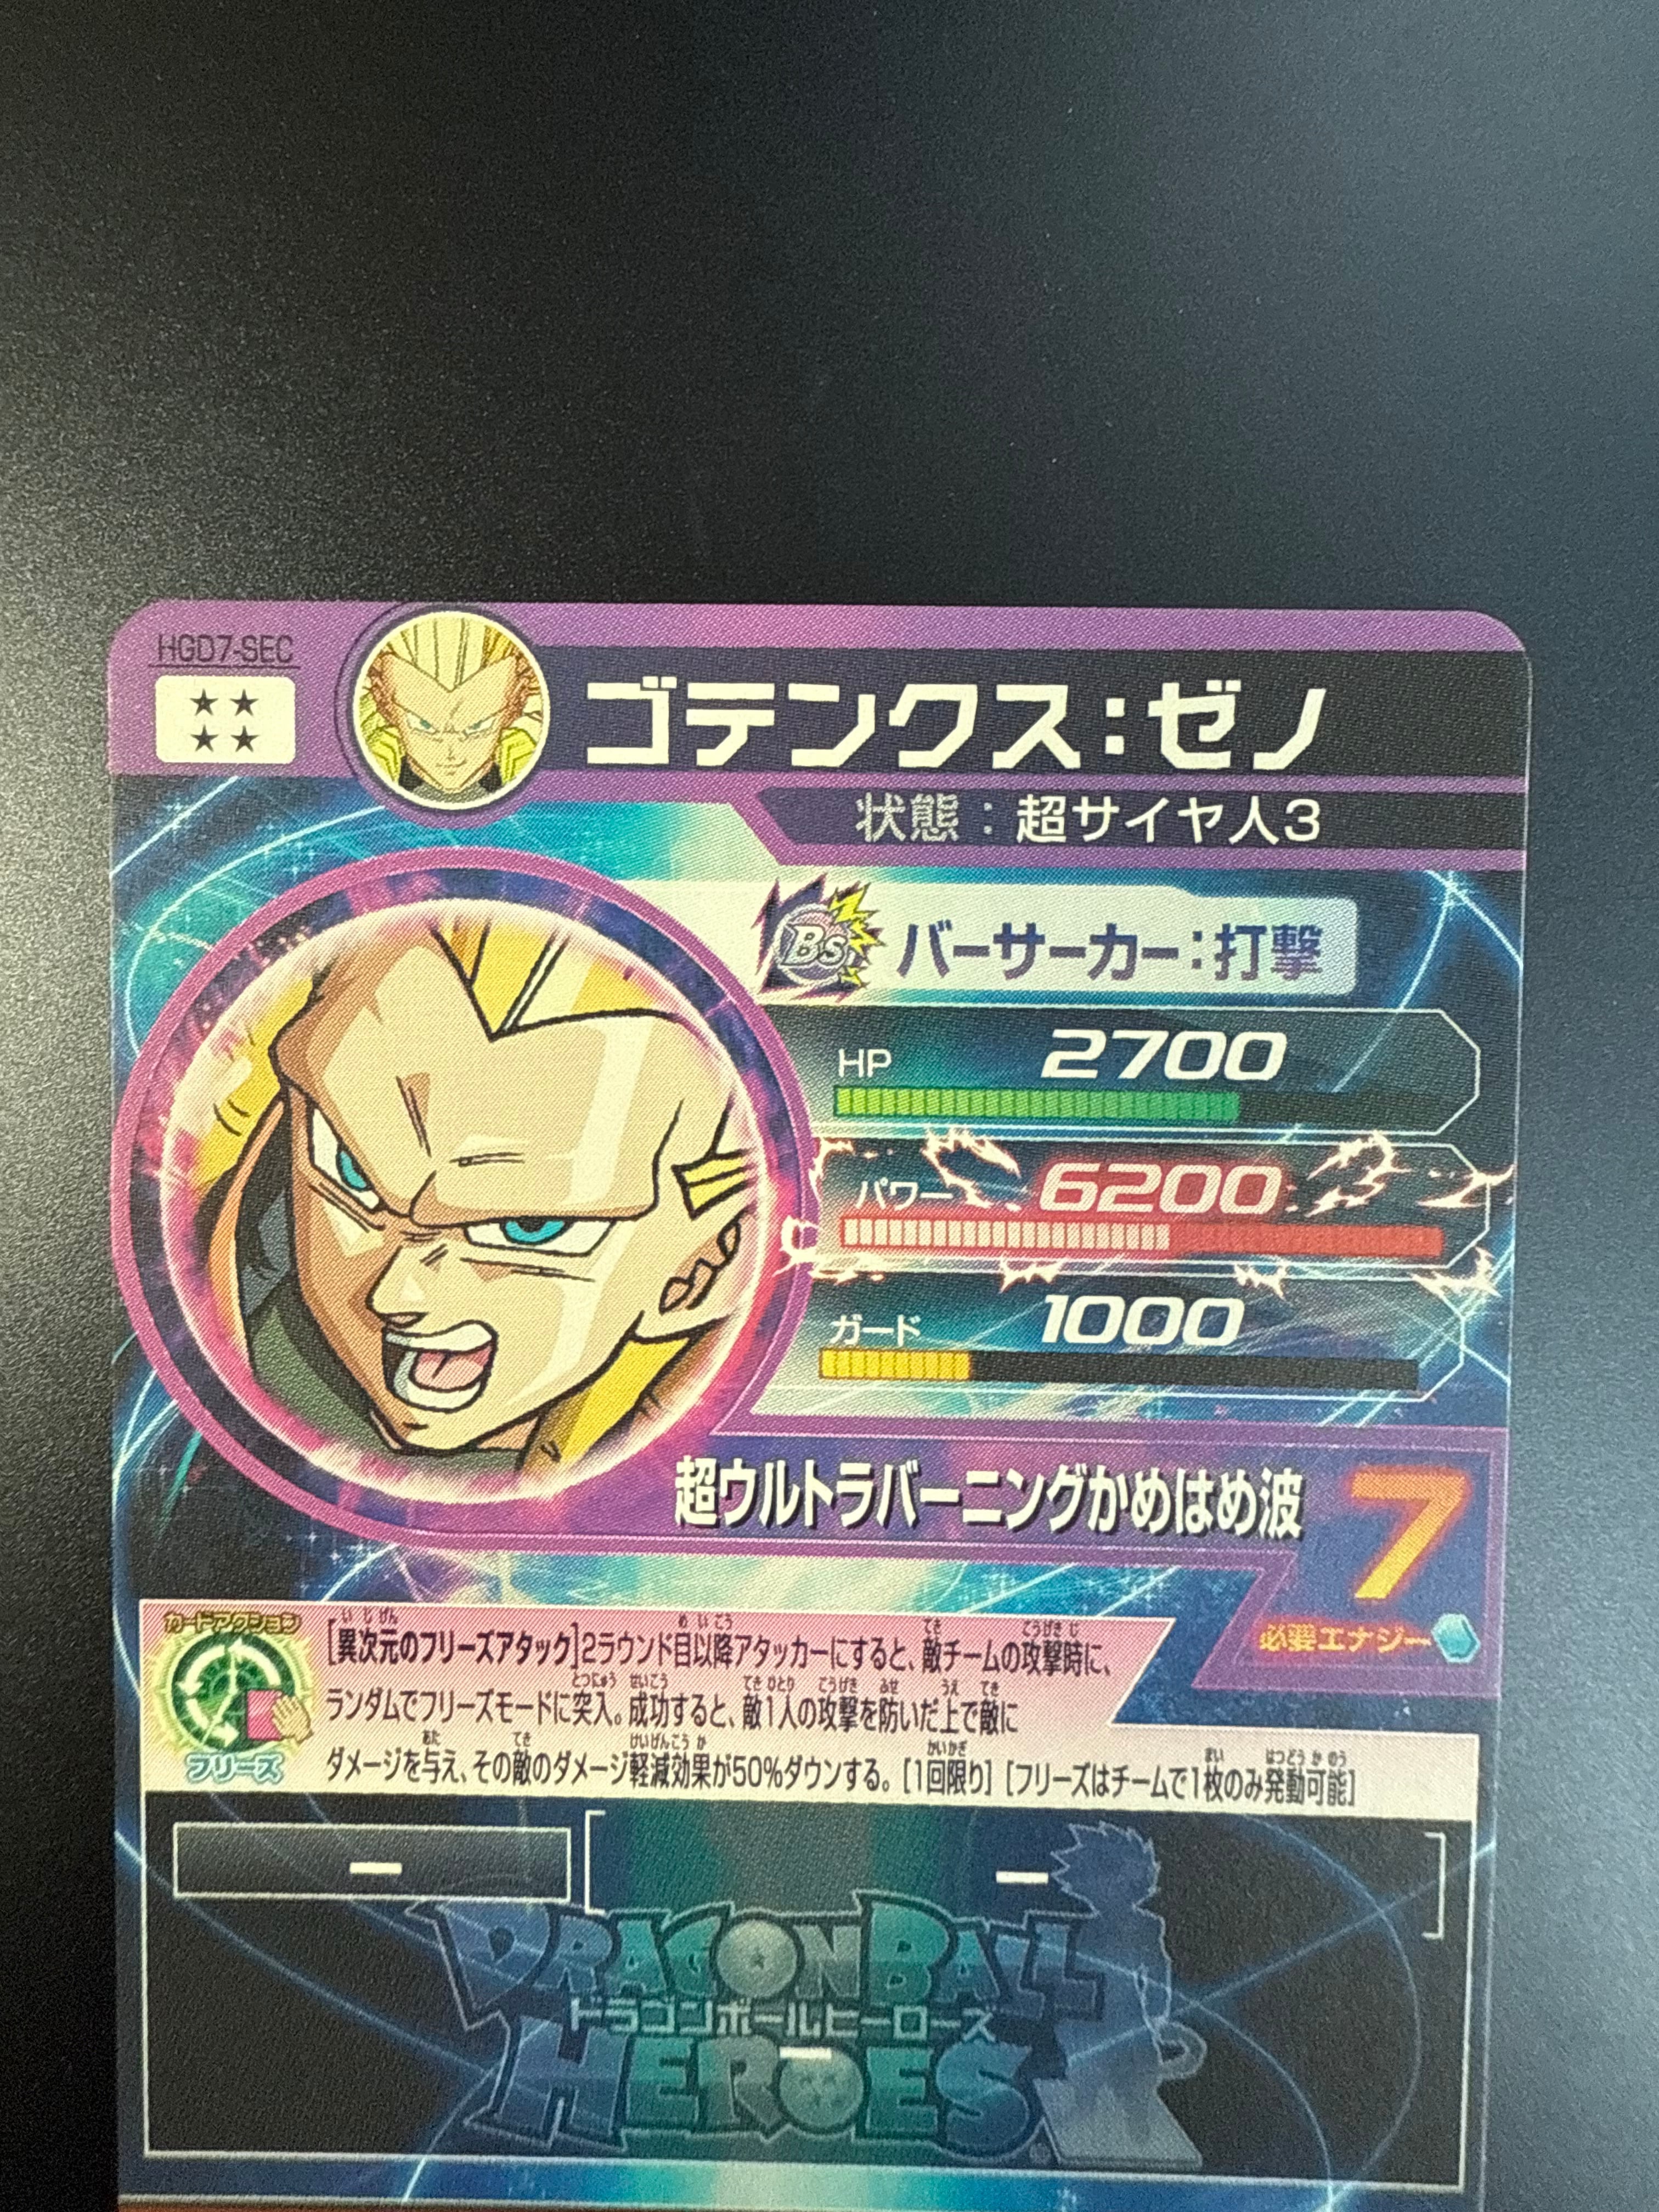 HGD7-SEC
★★
★★
ゴテンクス:ゼノ
状態:超サイヤ人3
Bs バーサーカー:打撃
HP 2700
パワー 6200
ガード 1000
超ウルトラバーニングかめはめ波 7
必要エナジー
カードアクション
フリーズ
[異次元のフリーズアタック]2ラウンド目以降アタッカーにすると、敵チームの攻撃時に、
ランダムでフリーズモードに突入。成功すると、敵1人の攻撃を防いだ上で敵に
ダメージを与え、その敵のダメージ軽減効果が50%ダウンする。[1回限り][フリーズはチームで1枚のみ発動可能]
ー [ ー ]
DRAGON BALL
ドラゴンボールヒーローズ
ー
HEROES